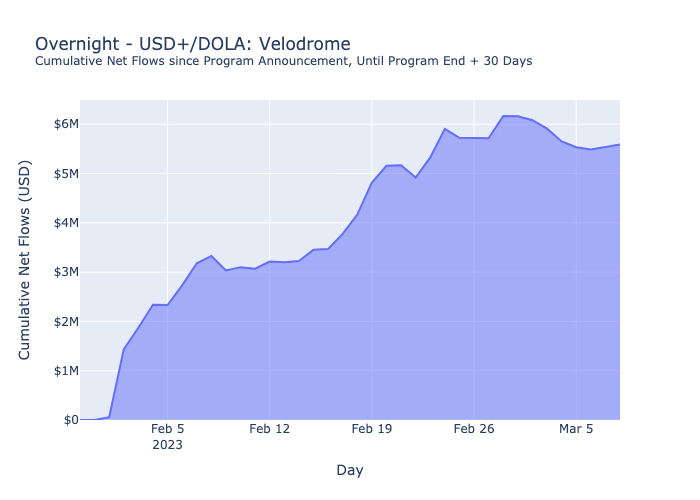 Overnight - USD+/DOLA: Velodrome
Cumulative Net Flows since Program Announcement, Until Program End + 30 Days
Cumulative Net Flows (USD)
$6M
$5M
$4M
$3M
$2M
$1M
$0
Feb 5 Feb 12 Feb 19 Feb 26 Mar 5
2023
Day